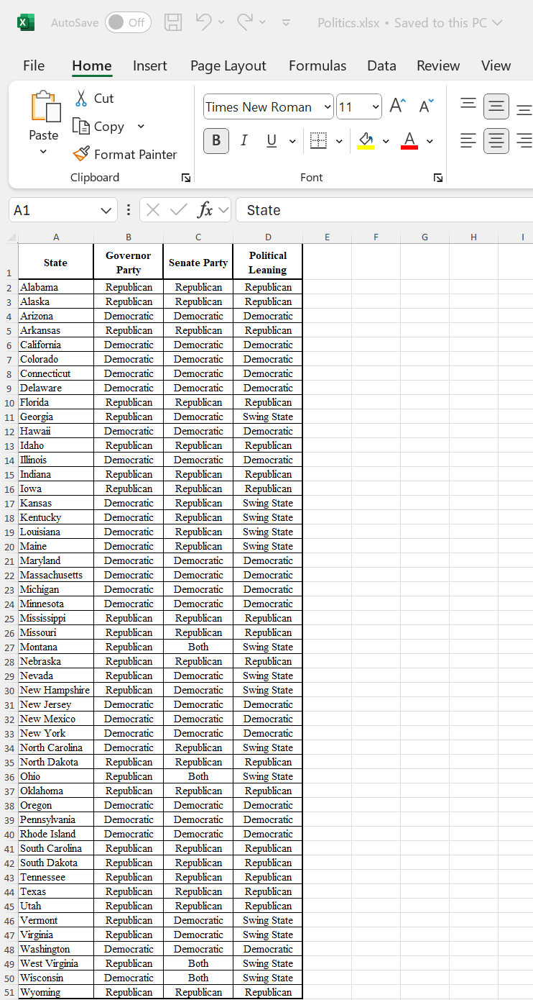 AutoSave Off Politics.xlsx • Saved to this PC
File Home Insert Page Layout Formulas Data Review View
Paste
Cut
Copy
Format Painter
Clipboard
Times New Roman 11
B I U A
Font
A1 fx State
A B C D E F G H I
1 State Governor Party Senate Party Political Leaning
2 Alabama Republican Republican Republican
3 Alaska Republican Republican Republican
4 Arizona Democratic Democratic Democratic
5 Arkansas Republican Republican Republican
6 California Democratic Democratic Democratic
7 Colorado Democratic Democratic Democratic
8 Connecticut Democratic Democratic Democratic
9 Delaware Democratic Democratic Democratic
10 Florida Republican Republican Republican
11 Georgia Republican Democratic Swing State
12 Hawaii Democratic Democratic Democratic
13 Idaho Republican Republican Republican
14 Illinois Democratic Democratic Democratic
15 Indiana Republican Republican Republican
16 Iowa Republican Republican Republican
17 Kansas Democratic Republican Swing State
18 Kentucky Democratic Republican Swing State
19 Louisiana Democratic Republican Swing State
20 Maine Democratic Republican Swing State
21 Maryland Democratic Democratic Democratic
22 Massachusetts Democratic Democratic Democratic
23 Michigan Democratic Democratic Democratic
24 Minnesota Democratic Democratic Democratic
25 Mississippi Republican Republican Republican
26 Missouri Republican Republican Republican
27 Montana Republican Both Swing State
28 Nebraska Republican Republican Republican
29 Nevada Republican Democratic Swing State
30 New Hampshire Republican Democratic Swing State
31 New Jersey Democratic Democratic Democratic
32 New Mexico Democratic Democratic Democratic
33 New York Democratic Democratic Democratic
34 North Carolina Democratic Republican Swing State
35 North Dakota Republican Republican Republican
36 Ohio Republican Both Swing State
37 Oklahoma Republican Republican Republican
38 Oregon Democratic Democratic Democratic
39 Pennsylvania Democratic Democratic Democratic
40 Rhode Island Democratic Democratic Democratic
41 South Carolina Republican Republican Republican
42 South Dakota Republican Republican Republican
43 Tennessee Republican Republican Republican
44 Texas Republican Republican Republican
45 Utah Republican Republican Republican
46 Vermont Republican Democratic Swing State
47 Virginia Republican Democratic Swing State
48 Washington Democratic Democratic Democratic
49 West Virginia Republican Both Swing State
50 Wisconsin Democratic Both Swing State
51 Wyoming Republican Republican Republican